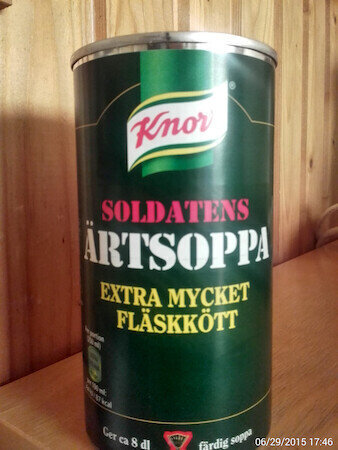 Knorr
®
SOLDATENS
ÄRTSOPPA
EXTRA MYCKET
FLÄSKKÖTT
Ger ca 8 dl
färdig soppa
06/29/2015 17:46